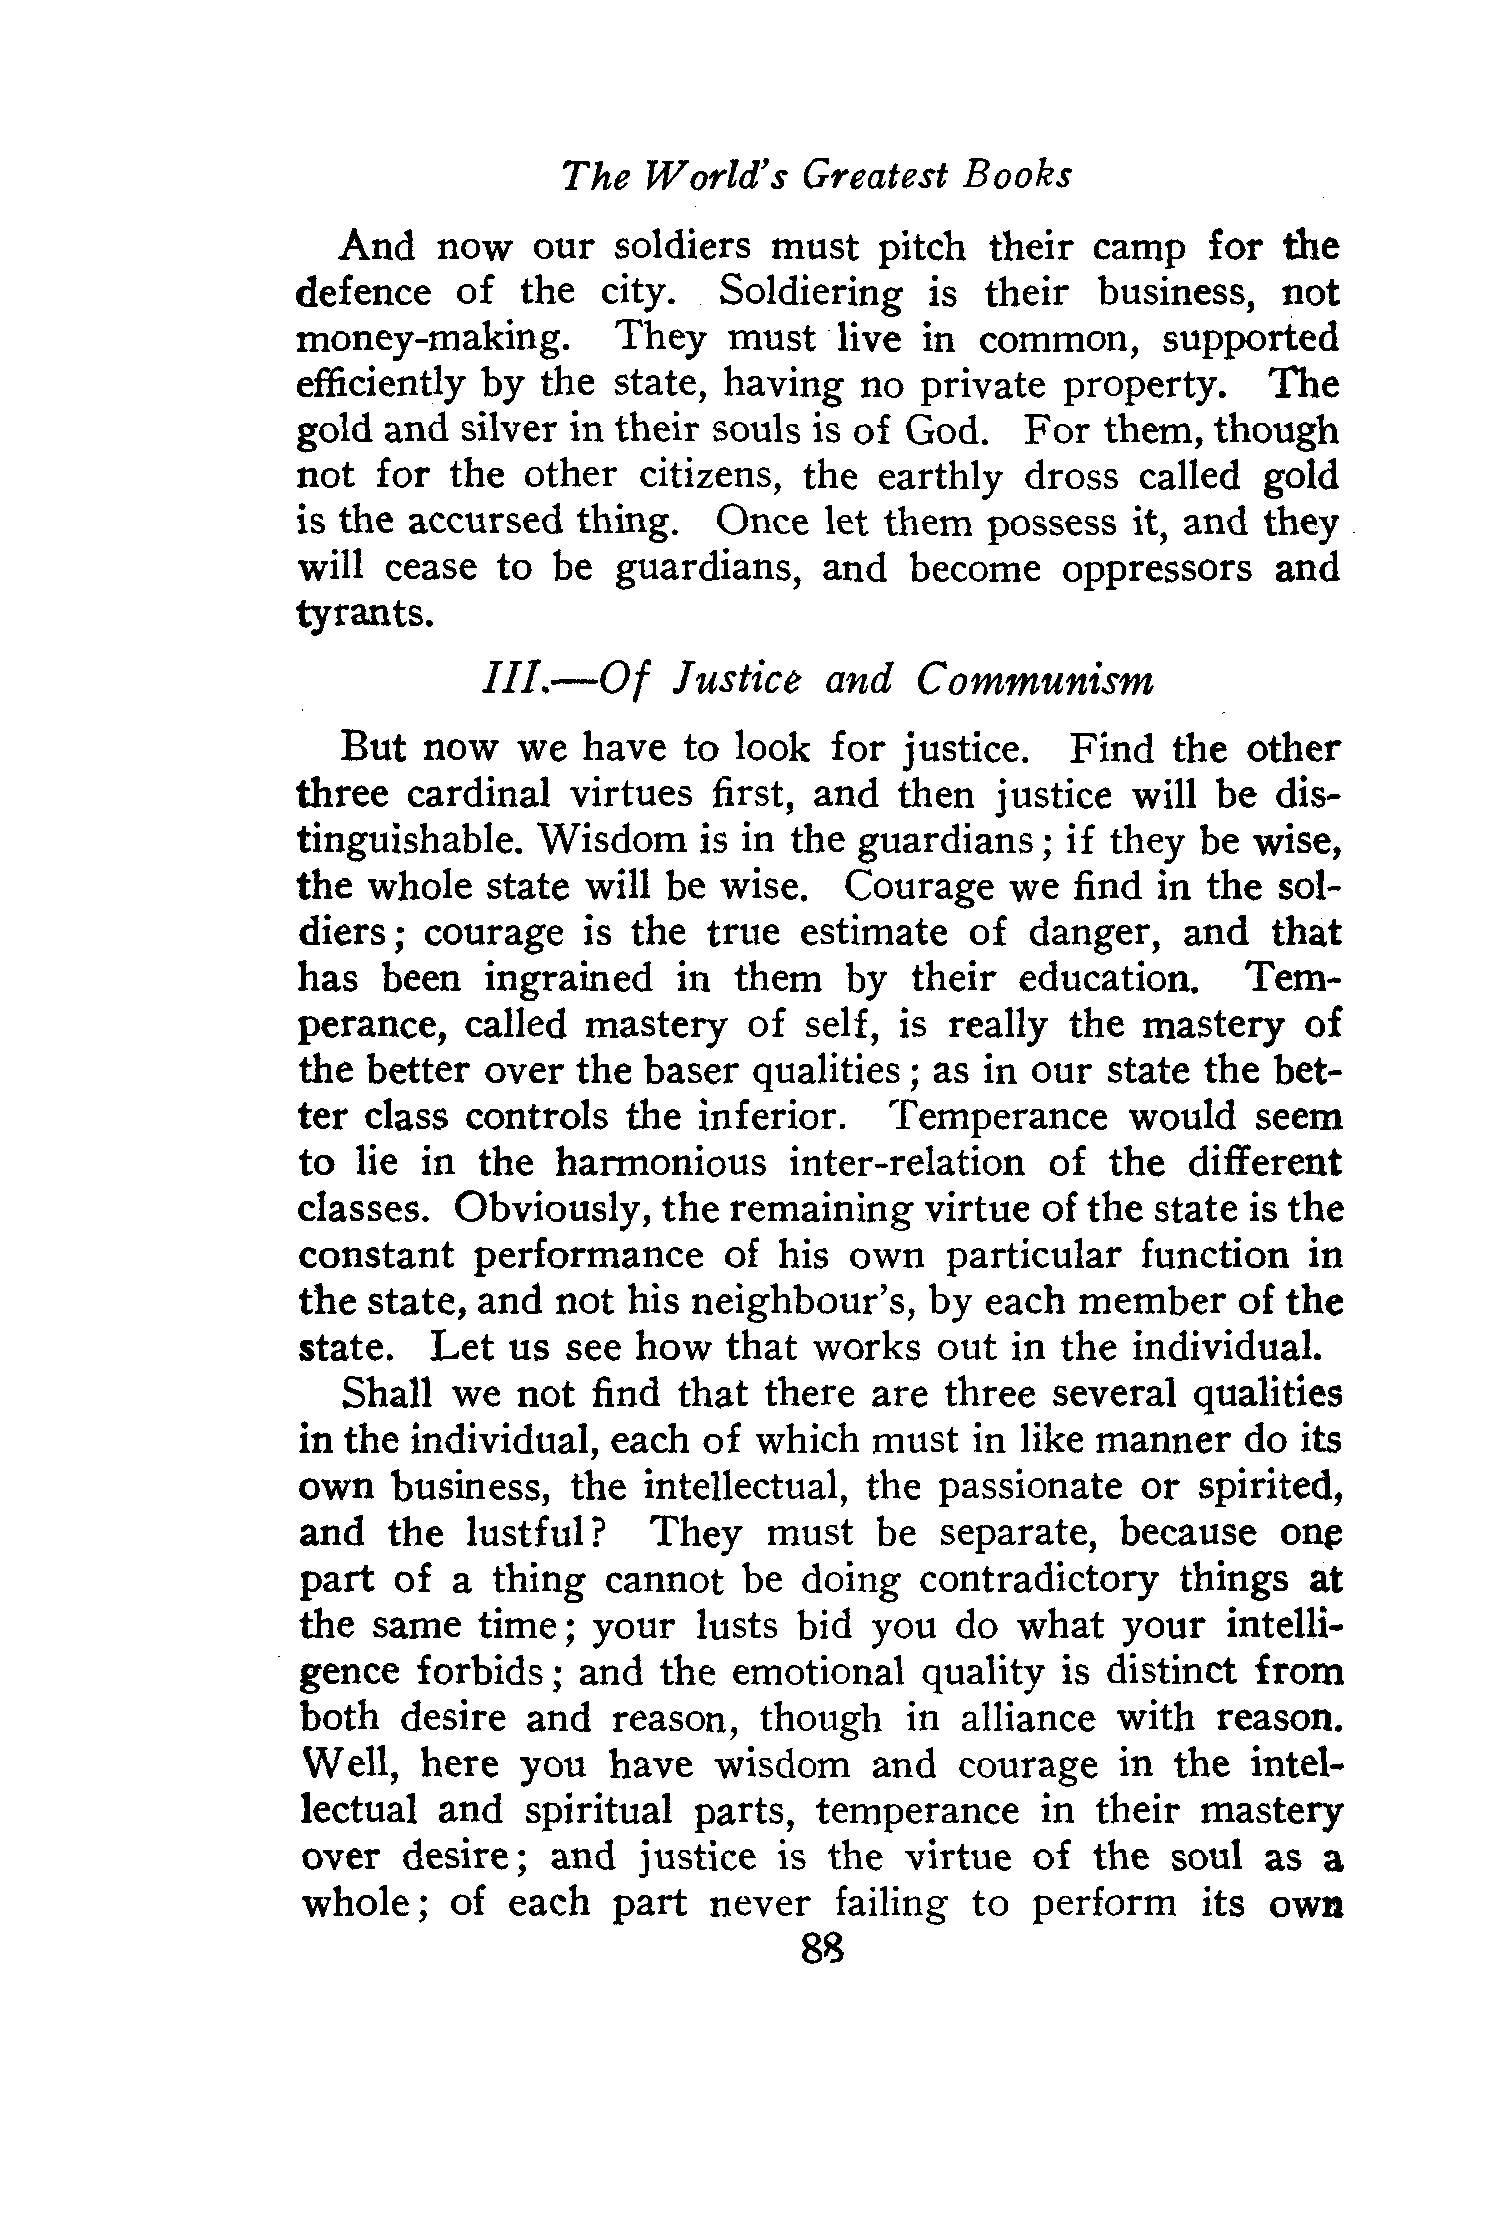 The World's Greatest Books
And now our soldiers must pitch their camp for the
defence of the city. Soldiering is their business, not
money-making. They must live in common, supported
efficiently by the state, having no private property. The
gold and silver in their souls is of God. For them, though
not for the other citizens, the earthly dross called gold
is the accursed thing. Once let them possess it, and they
will cease to be guardians, and become oppressors and
tyrants.
III.—Of Justice and Communism
But now we have to look for justice. Find the other
three cardinal virtues first, and then justice will be dis-
tinguishable. Wisdom is in the guardians; if they be wise,
the whole state will be wise. Courage we find in the sol-
diers; courage is the true estimate of danger, and that
has been ingrained in them by their education. Tem-
perance, called mastery of self, is really the mastery of
the better over the baser qualities; as in our state the bet-
ter class controls the inferior. Temperance would seem
to lie in the harmonious inter-relation of the different
classes. Obviously, the remaining virtue of the state is the
constant performance of his own particular function in
the state, and not his neighbour's, by each member of the
state. Let us see how that works out in the individual.
Shall we not find that there are three several qualities
in the individual, each of which must in like manner do its
own business, the intellectual, the passionate or spirited,
and the lustful? They must be separate, because one
part of a thing cannot be doing contradictory things at
the same time; your lusts bid you do what your intelli-
gence forbids; and the emotional quality is distinct from
both desire and reason, though in alliance with reason.
Well, here you have wisdom and courage in the intel-
lectual and spiritual parts, temperance in their mastery
over desire; and justice is the virtue of the soul as a
whole; of each part never failing to perform its own
88